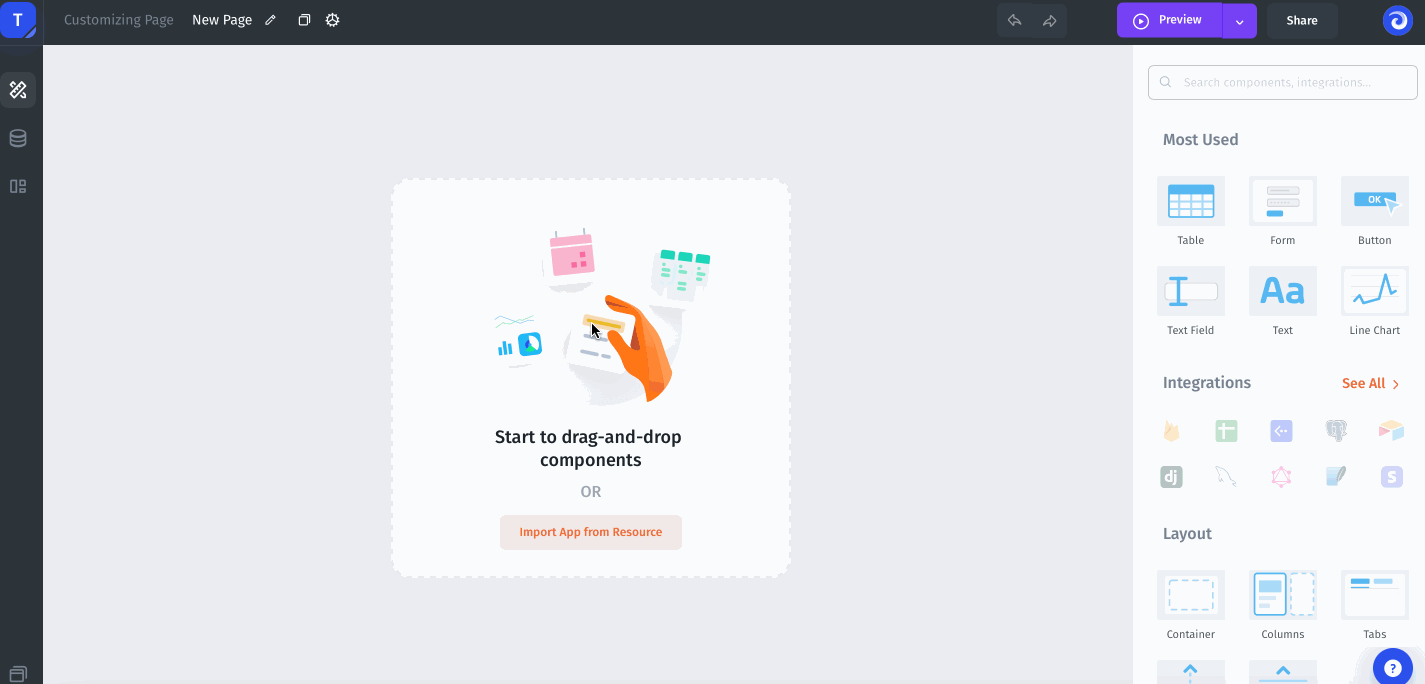 T
Customizing Page
New Page
Preview
Share
Search components, integrations...
Most Used
OK
Table
Form
Button
Aa
Text Field
Text
Line Chart
Integrations
See All
dj
S
Start to drag-and-drop
components
OR
Import App from Resource
Layout
Container
Columns
Tabs
?